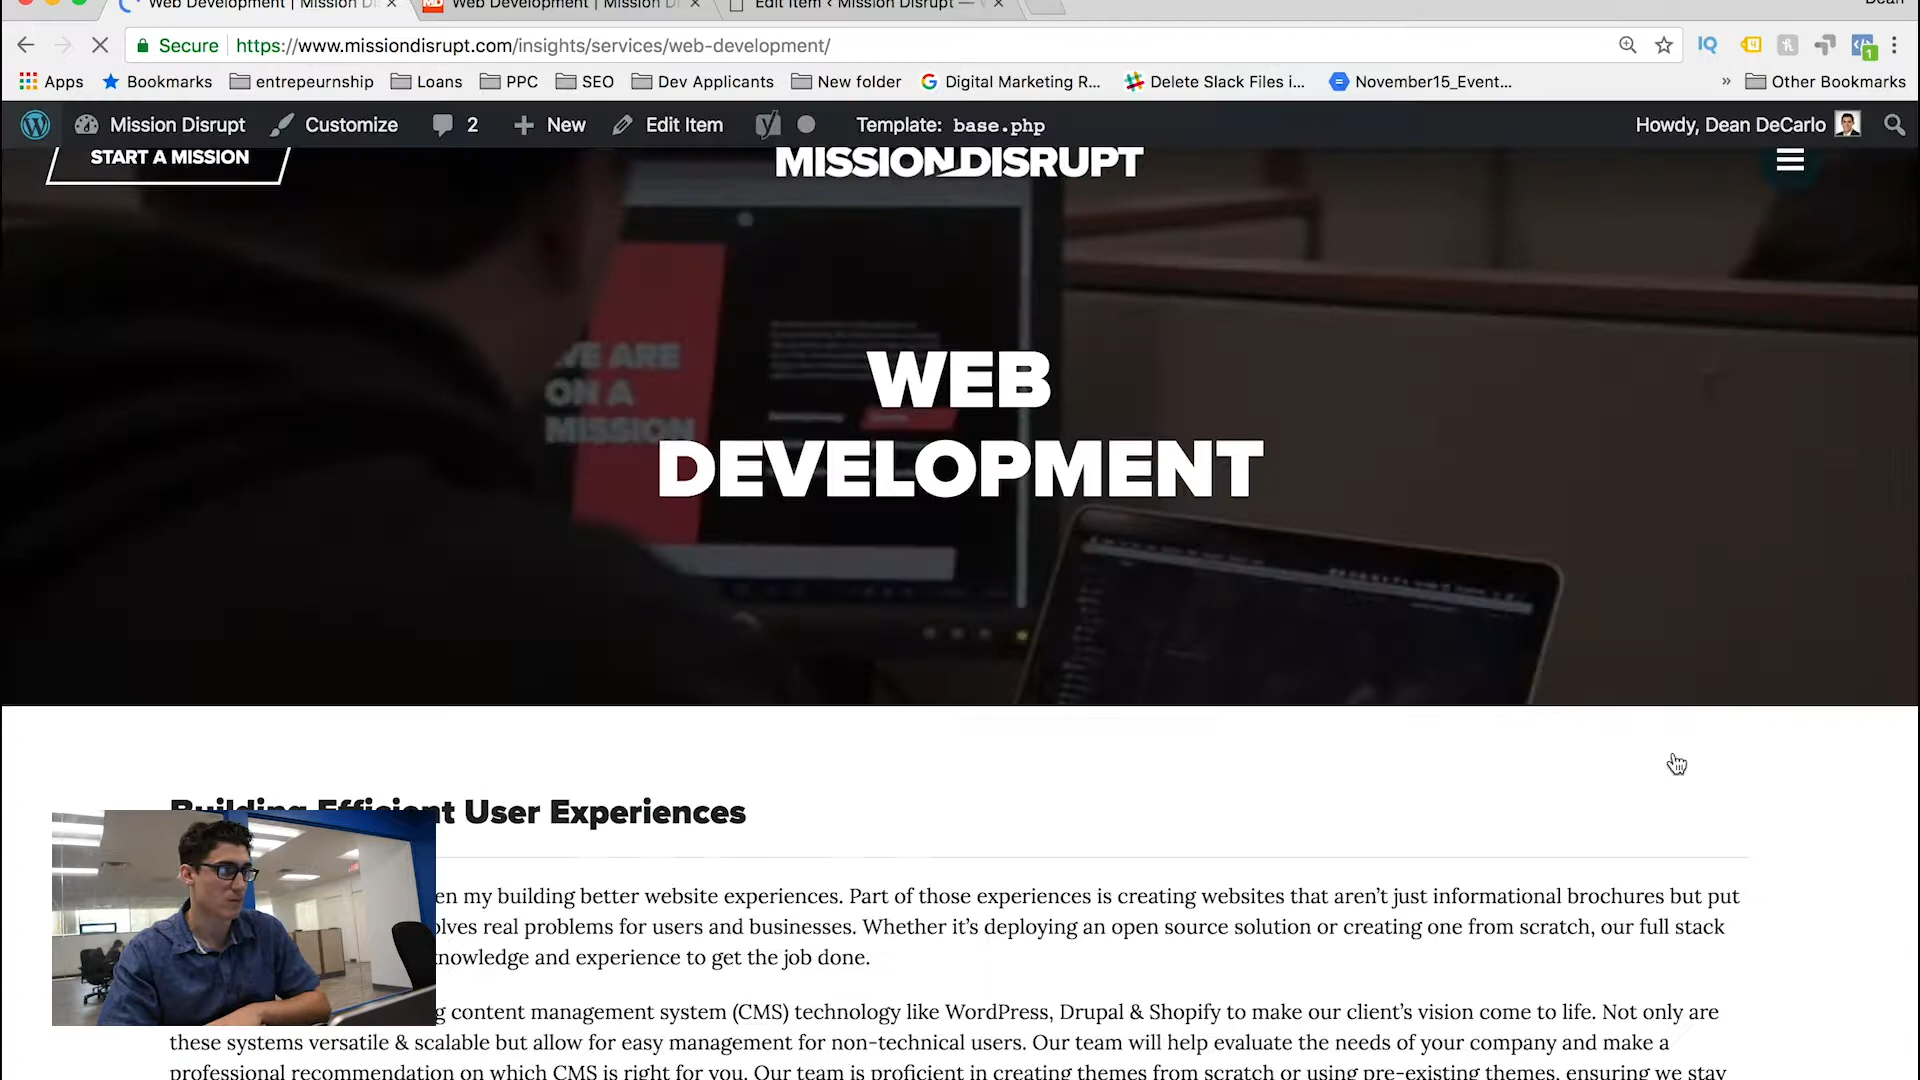 Web Development | Mission Di
Web Development | Mission Di
Edit Item < Mission Disrupt —
Dean
Secure
https://www.missiondisrupt.com/insights/services/web-development/
Apps
Bookmarks
entrepeurnship
Loans
PPC
SEO
Dev Applicants
New folder
Digital Marketing R...
Delete Slack Files i...
November15_Event...
» Other Bookmarks
Mission Disrupt
Customize
2
+ New
Edit Item
Template: base.php
Howdy, Dean DeCarlo
START A MISSION
MISSION DISRUPT
WE ARE
ON A
MISSION
WEB
DEVELOPMENT
Building Efficient User Experiences
en my building better website experiences. Part of those experiences is creating websites that aren't just informational brochures but put
olves real problems for users and businesses. Whether it's deploying an open source solution or creating one from scratch, our full stack
knowledge and experience to get the job done.
g content management system (CMS) technology like WordPress, Drupal & Shopify to make our client's vision come to life. Not only are
these systems versatile & scalable but allow for easy management for non-technical users. Our team will help evaluate the needs of your company and make a
professional recommendation on which CMS is right for you. Our team is proficient in creating themes from scratch or using pre-existing themes, ensuring we stay